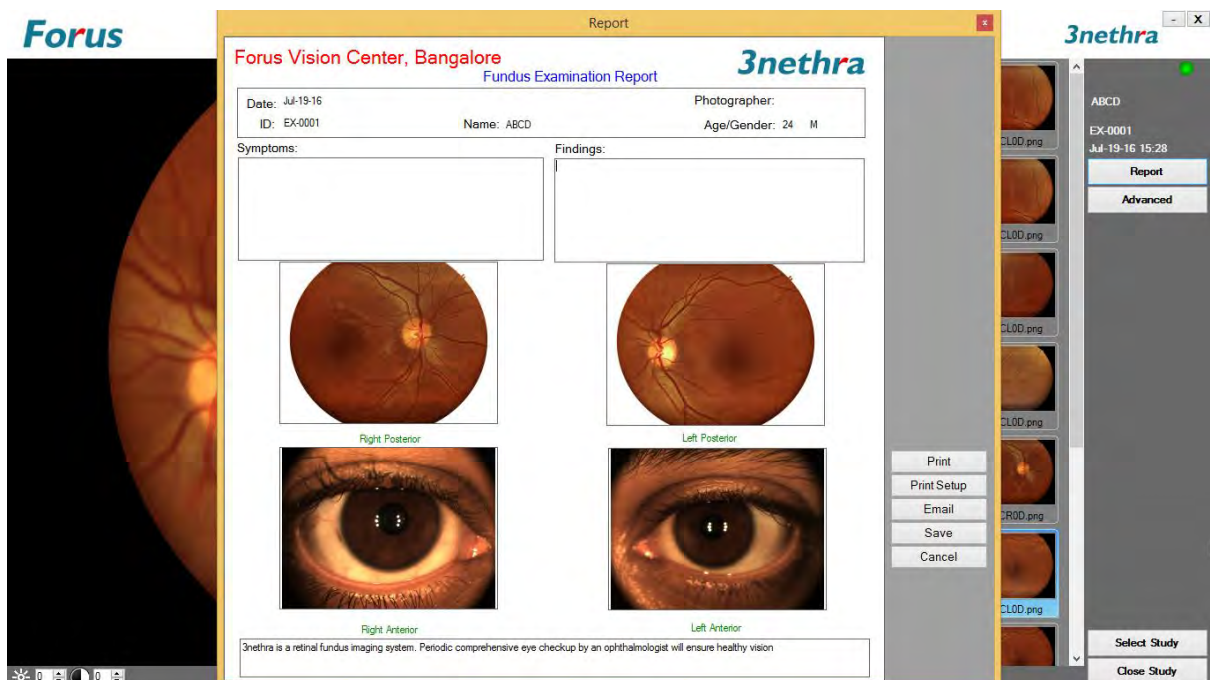 Report
x
- X
Forus
3nethra
Forus Vision Center, Bangalore
Fundus Examination Report
3nethra
Date: Jul-19-16
Photographer:
ID: EX-0001
Name: ABCD
Age/Gender: 24 M
Symptoms:
Findings:
Right Posterior
Left Posterior
Right Anterior
Left Anterior
3nethra is a retinal fundus imaging system. Periodic comprehensive eye checkup by an ophthalmologist will ensure healthy vision
Print
Print Setup
Email
Save
Cancel
CL0D.png
CL0D.png
CL0D.png
CL0D.png
CR0D.png
CL0D.png
ABCD
EX-0001
Jul-19-16 15:28
Report
Advanced
Select Study
Close Study
0 0